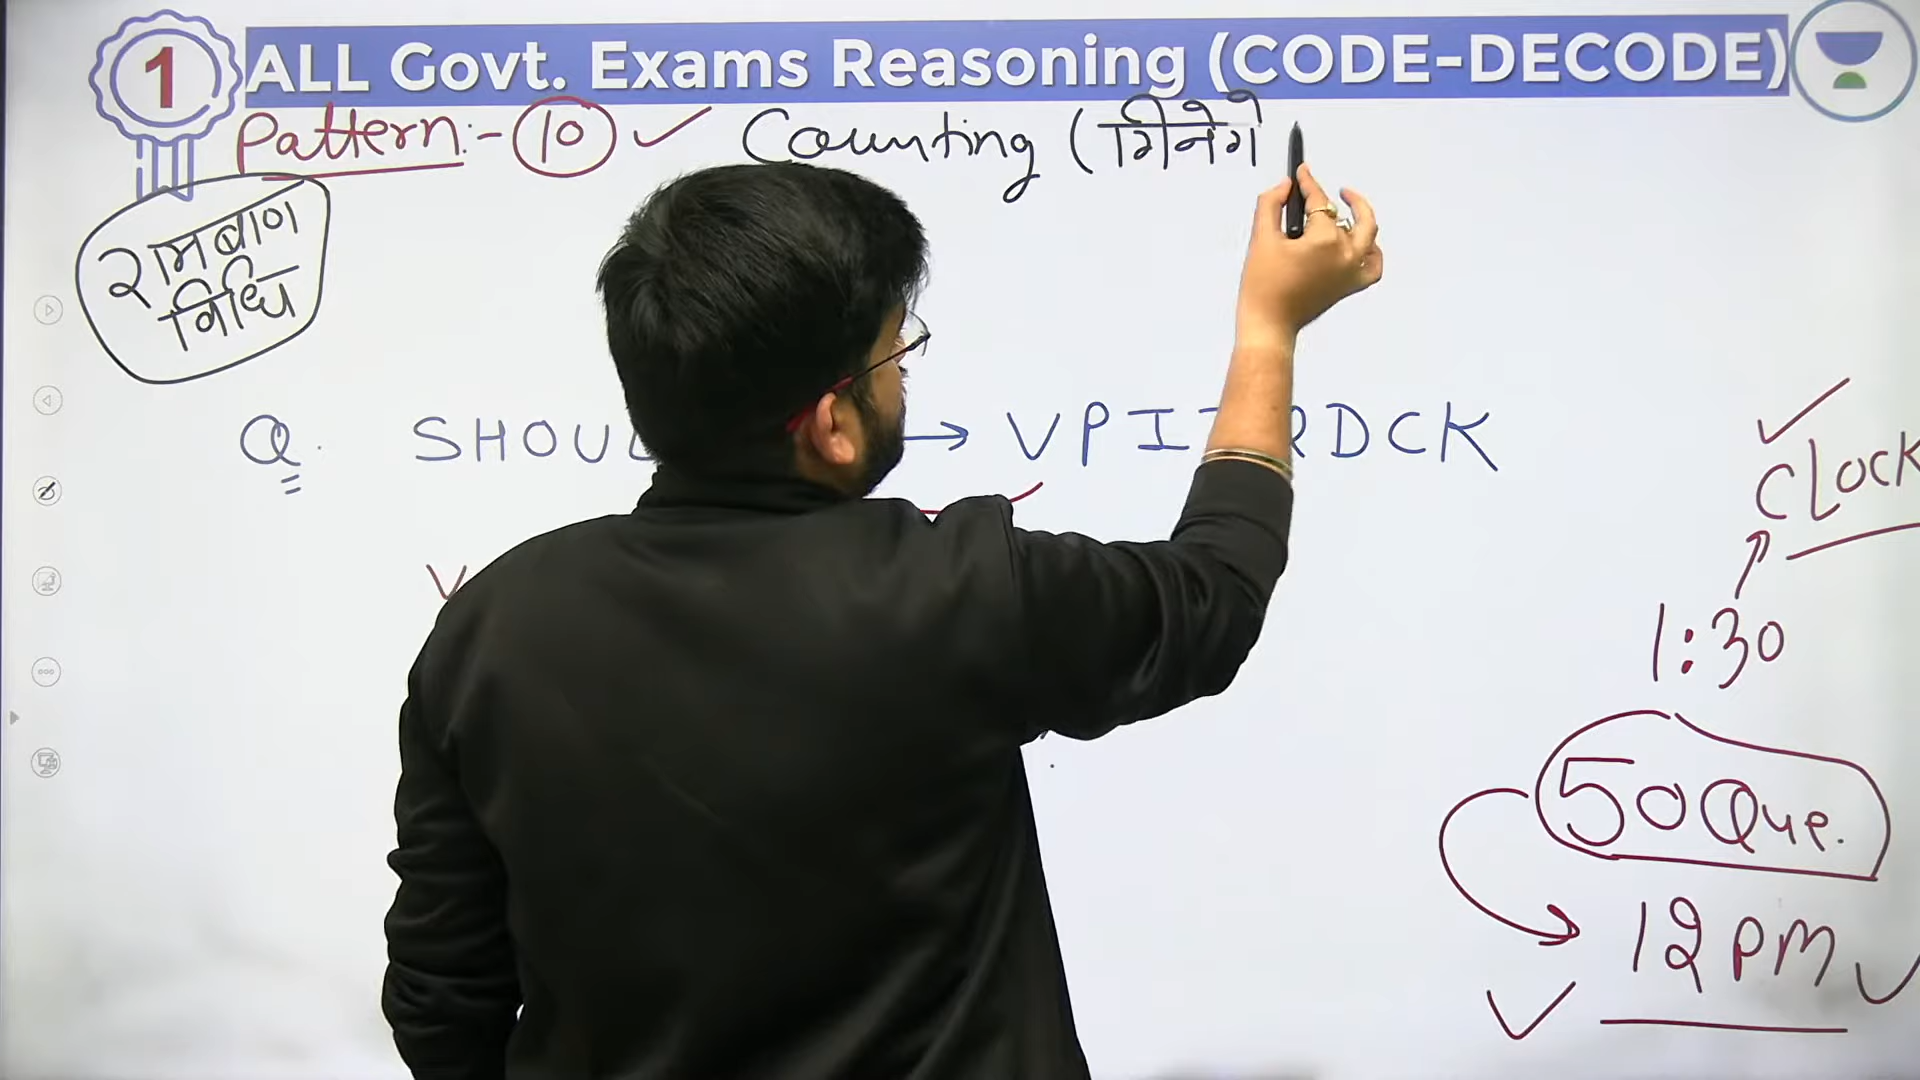 1 ALL Govt. Exams Reasoning (CODE-DECODE)
Pattern:- 10 ✓ Counting (गिनेगे
रामबाण
विधि
Q. SHOU → VPI RDCK
V
✓
CLOCK
1:30
50 Que.
12 PM